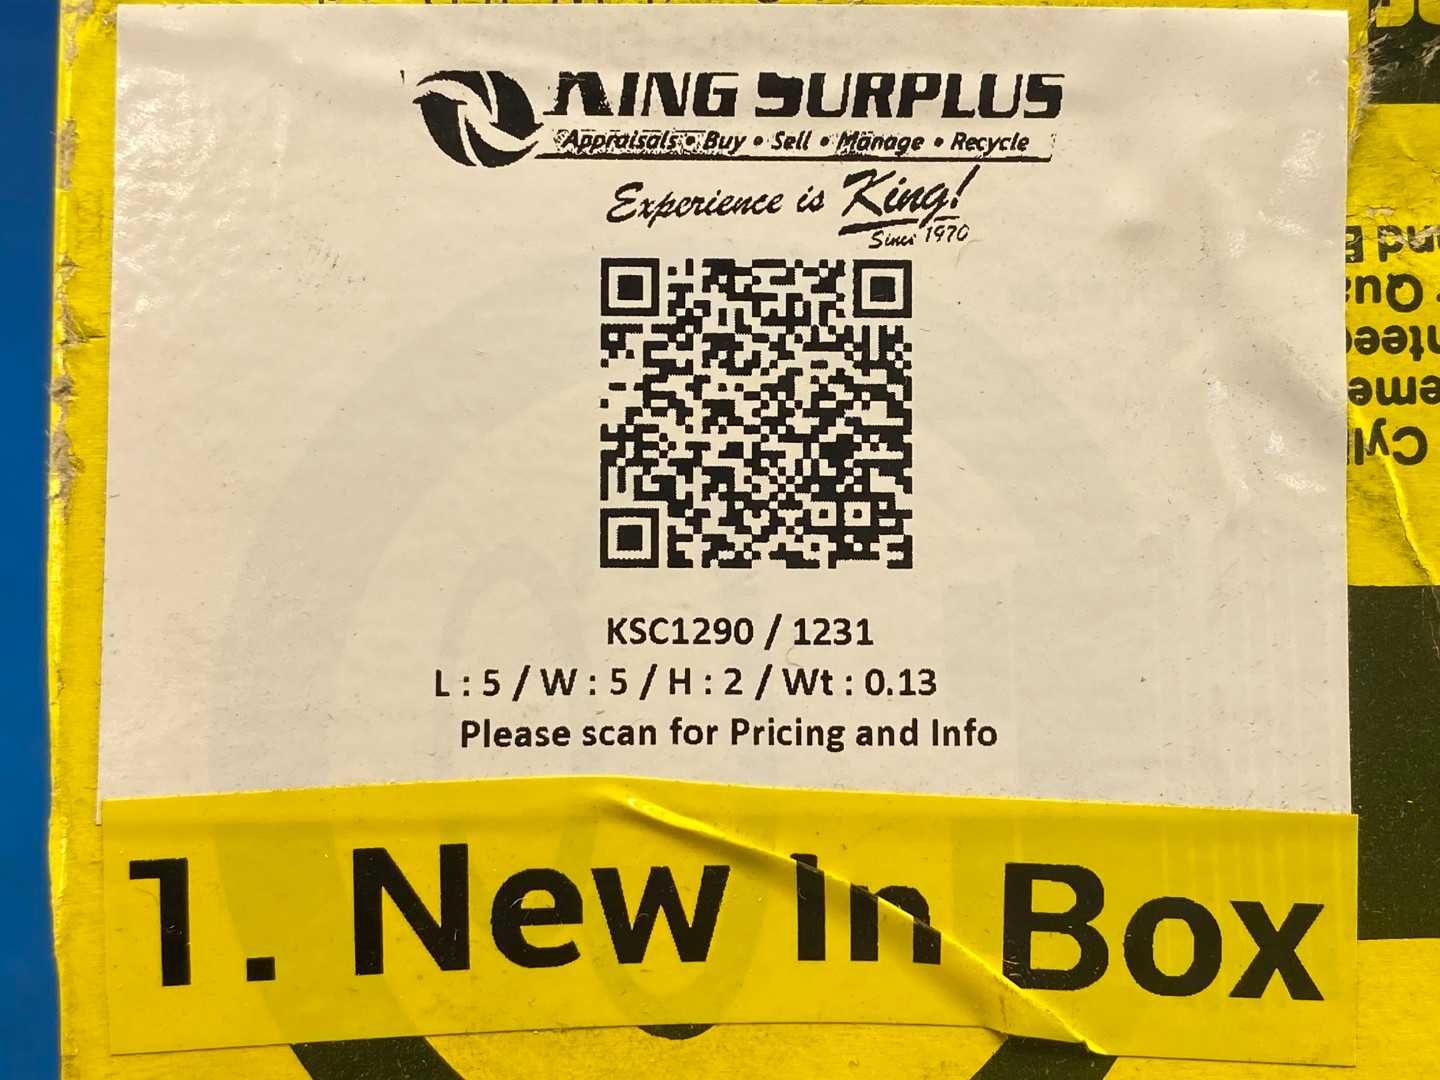 KING SURPLUS
Appraisals • Buy • Sell • Manage • Recycle
Experience is King!
Since 1970
KSC1290 / 1231
L : 5 / W : 5 / H : 2 / Wt : 0.13
Please scan for Pricing and Info
1. New In Box